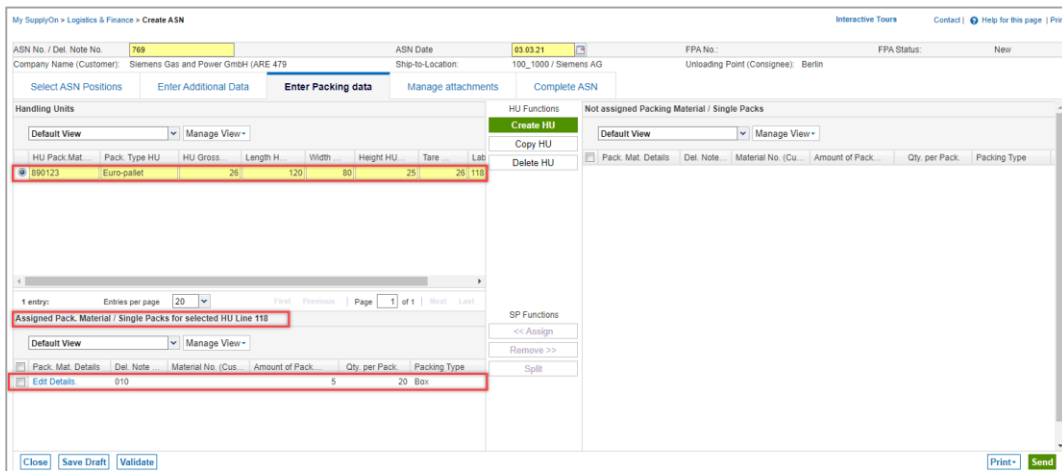 My SupplyOn > Logistics & Finance > Create ASN Interactive Tours Contact | Help for this page | Prin
ASN No. / Del. Note No. 769 ASN Date 03.03.21 FPA No.: FPA Status: New
Company Name (Customer): Siemens Gas and Power GmbH (ARE 479 Ship-to-Location: 100_1000 / Siemens AG Unloading Point (Consignee): Berlin
Select ASN Positions Enter Additional Data Enter Packing data Manage attachments Complete ASN
Handling Units HU Functions Not assigned Packing Material / Single Packs
Default View Manage View Create HU Default View Manage View
Copy HU
HU Pack.Mat... Pack. Type HU HU Gross... Length H... Width ... Height HU... Tare ... Lab Delete HU Pack. Mat. Details Del. Note... Material No. (Cu... Amount of Pack... Qty. per Pack. Packing Type
890123 Euro-pallet 26 120 80 25 26 118
1 entry: Entries per page 20 First Previous | Page 1 of 1 | Next Last
Assigned Pack. Material / Single Packs for selected HU Line 118 SP Functions
<< Assign
Default View Manage View Remove >>
Pack. Mat. Details Del. Note ... Material No. (Cus... Amount of Pack.... Qty. per Pack. Packing Type Split
Edit Details 010 5 20 Box
Close Save Draft Validate Print Send